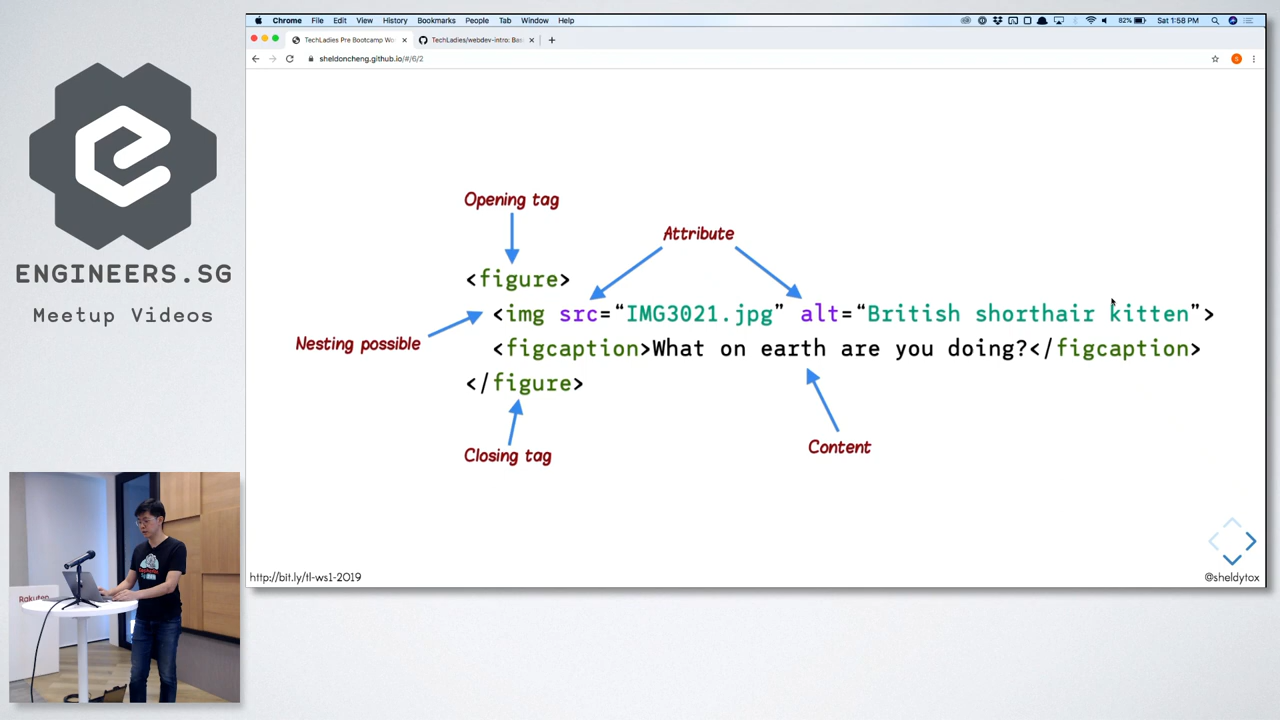 Chrome File Edit View History Bookmarks People Tab Window Help
82% Sat 1:58 PM
TechLadies Pre Bootcamp Wo
TechLadies/webdev-intro: Bas
sheldoncheng.github.io/#/6/2
S
ENGINEERS.SG
Meetup Videos
Opening tag
Attribute
<figure>
<img src=“IMG3021.jpg” alt=“British shorthair kitten”>
Nesting possible
<figcaption>What on earth are you doing?</figcaption>
</figure>
Closing tag
Content
http://bit.ly/tl-ws1-2019
@sheldytox
Rakuten